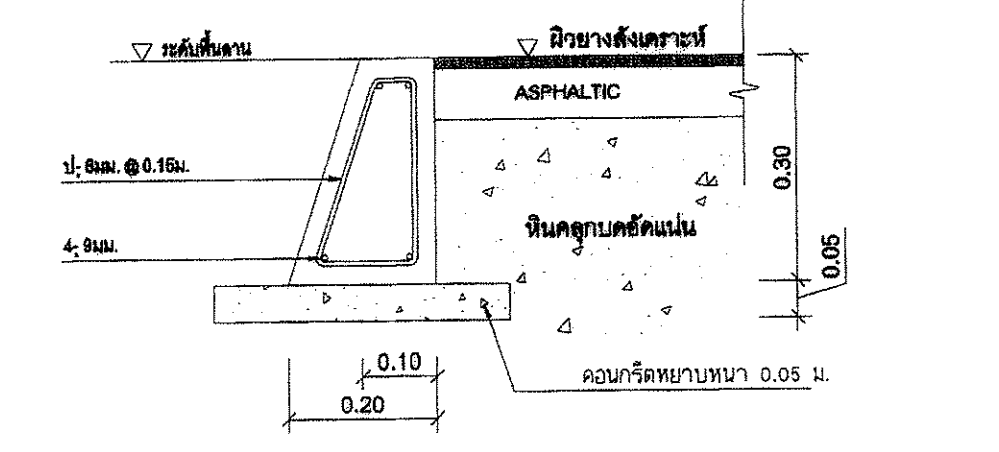 ระดับพื้นลาน
ผิวยางสังเคราะห์
ASPHALTIC
ป. 6มม. @ 0.15ม.
0.30
หินคลุกบดอัดแน่น
4- 9มม.
0.05
0.10
คอนกรีตหยาบหนา 0.05 ม.
0.20